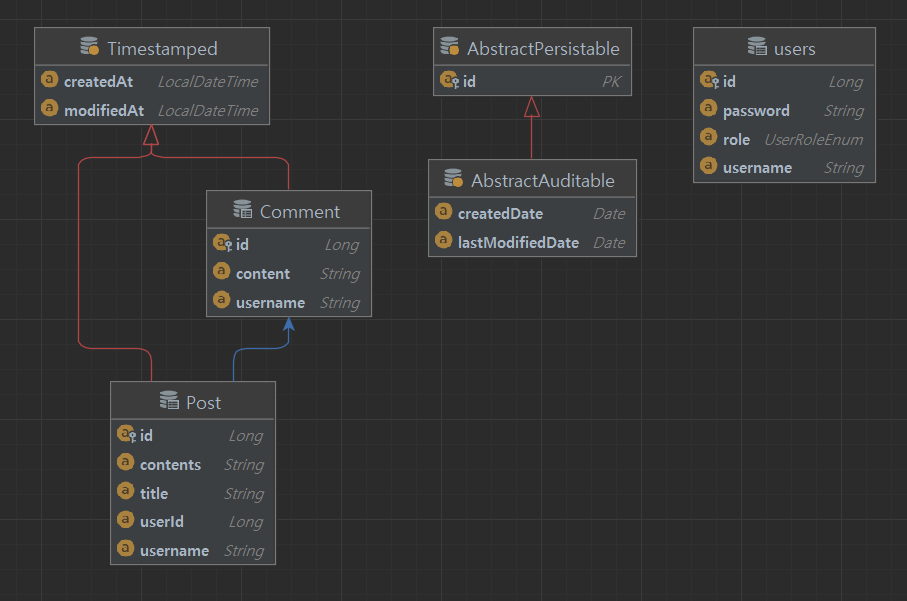 Timestamped
createdAt LocalDateTime
modifiedAt LocalDateTime
AbstractPersistable
id PK
users
id Long
password String
role UserRoleEnum
username String
AbstractAuditable
createdDate Date
lastModifiedDate Date
Comment
id Long
content String
username String
Post
id Long
contents String
title String
userId Long
username String